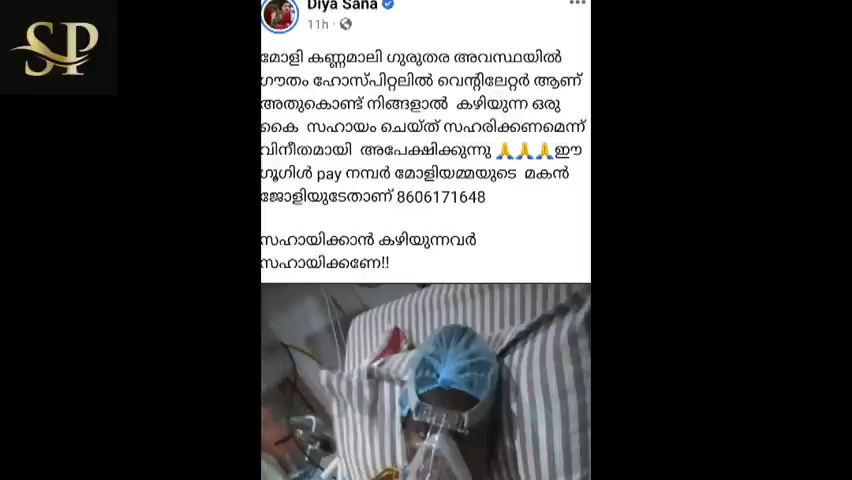 Diya Sana
11h ·
SP
മോളി കണ്ണമാലി ഗുരുതര അവസ്ഥയിൽ
ഗൗതം ഹോസ്പിറ്റലിൽ വെന്റിലേറ്റർ ആണ്
അതുകൊണ്ട് നിങ്ങളാൽ കഴിയുന്ന ഒരു
കൈ സഹായം ചെയ്ത് സഹരിക്കണമെന്ന്
വിനീതമായി അപേക്ഷിക്കുന്നു 🙏🙏🙏ഈ
ഗൂഗിൾ pay നമ്പർ മോളിയമ്മയുടെ മകൻ
ജോളിയുടേതാണ് 8606171648
സഹായിക്കാൻ കഴിയുന്നവർ
സഹായിക്കണേ!!